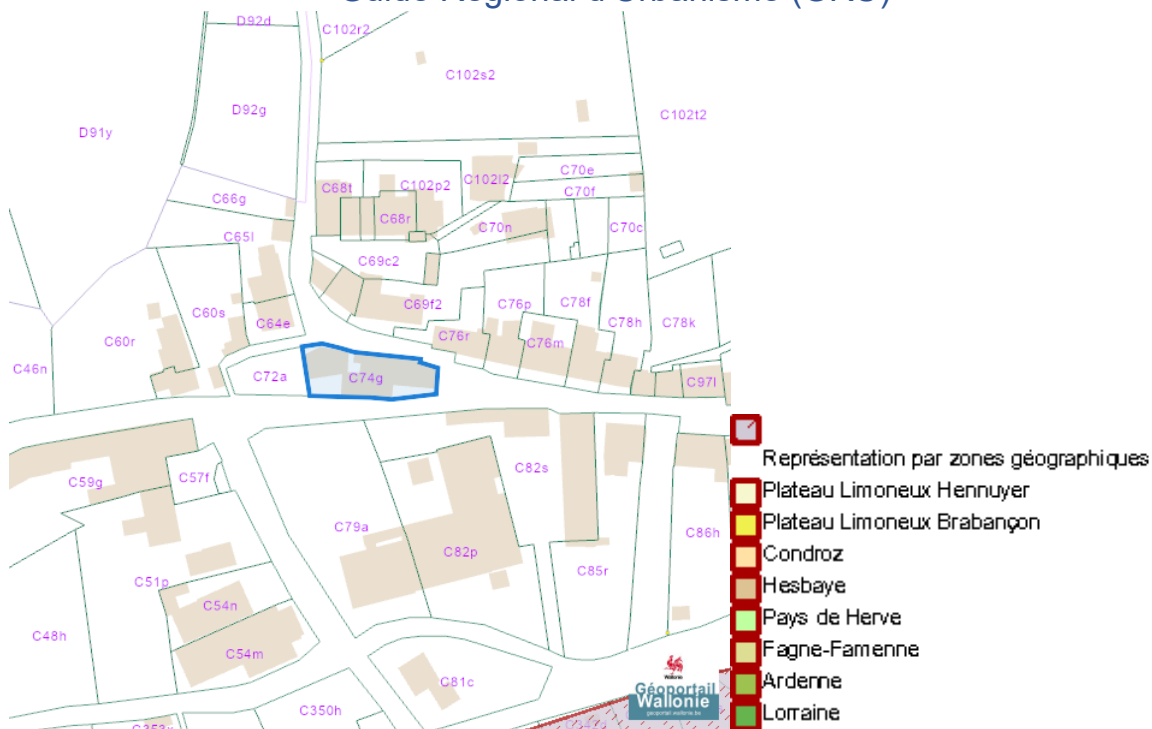 Guide Régional d'Urbanisme (GRU)
D92d
C102r2
C102s2
D92g
C102t2
D91y
C68t
C102p2
C102l2
C70e
C70f
C66g
C68r
C70n
C70c
C65l
C69c2
C60s
C64e
C69f2
C76p
C78f
C78h
C78k
C60r
C76r
C76m
C46n
C72a
C74g
C97l
C59g
C57f
C82s
C79a
C82p
C86h
C85r
C51p
C54n
C48h
C54m
C81c
C350h
Wallonie
Géoportail
Wallonie
geoportail.wallonie.be
Représentation par zones géographiques
Plateau Limoneux Hennuyer
Plateau Limoneux Brabançon
Condroz
Hesbaye
Pays de Herve
Fagne-Famenne
Ardenne
Lorraine